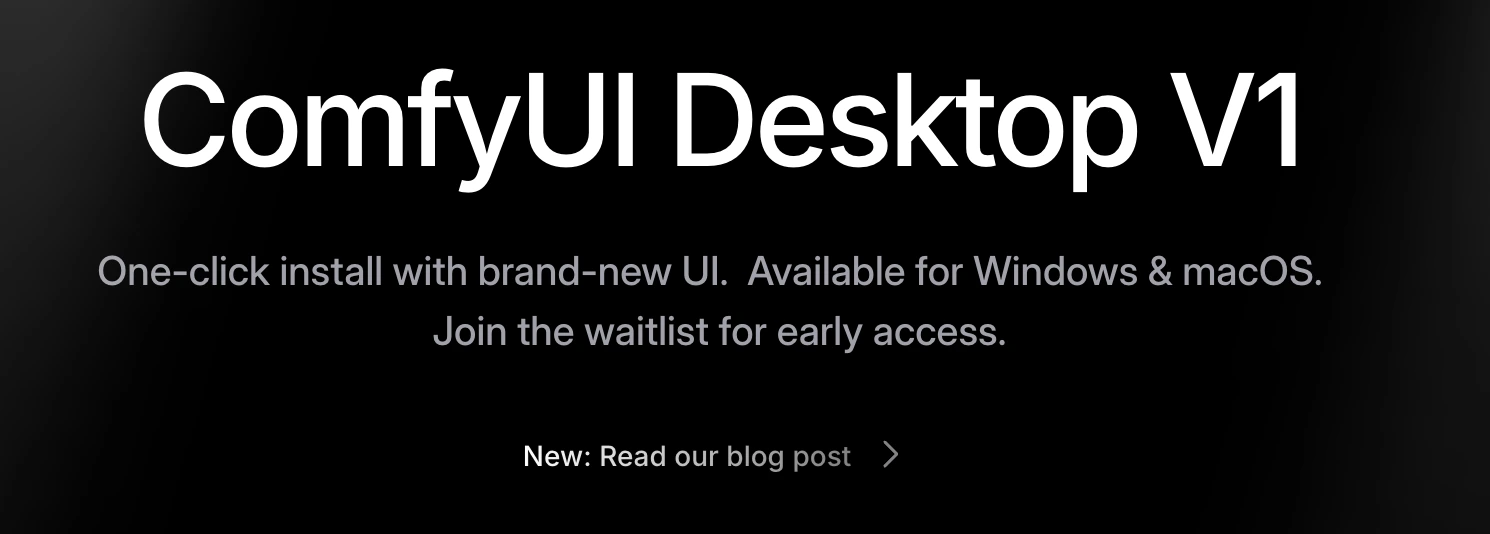 ComfyUI Desktop V1
One-click install with brand-new UI.  Available for Windows & macOS.
Join the waitlist for early access.
New: Read our blog post